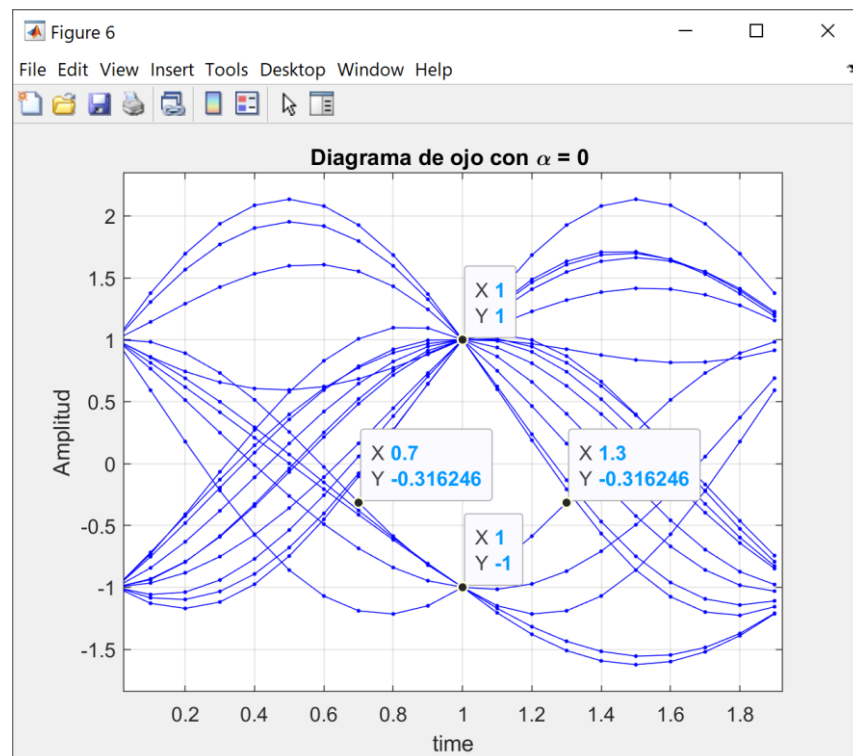 Figure 6
File Edit View Insert Tools Desktop Window Help
Diagrama de ojo con α = 0
2
1.5
1
0.5
0
-0.5
-1
-1.5
Amplitud
X 1
Y 1
X 0.7
Y -0.316246
X 1.3
Y -0.316246
X 1
Y -1
0.2 0.4 0.6 0.8 1 1.2 1.4 1.6 1.8
time